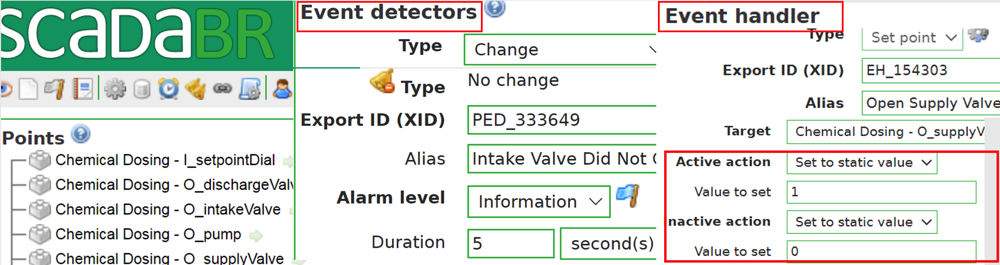 scadaBR
Points
Chemical Dosing - I_setpointDial
Chemical Dosing - O_dischargeValv
Chemical Dosing - O_intakeValve
Chemical Dosing - O_pump
Chemical Dosing - O_supplyValve
Event detectors
Type Change
Type No change
Export ID (XID) PED_333649
Alias Intake Valve Did Not
Alarm level Information
Duration 5 second(s)
Event handler
Type Set point
Export ID (XID) EH_154303
Alias Open Supply Valve
Target Chemical Dosing - O_supplyV
Active action Set to static value
Value to set 1
nactive action Set to static value
Value to set 0